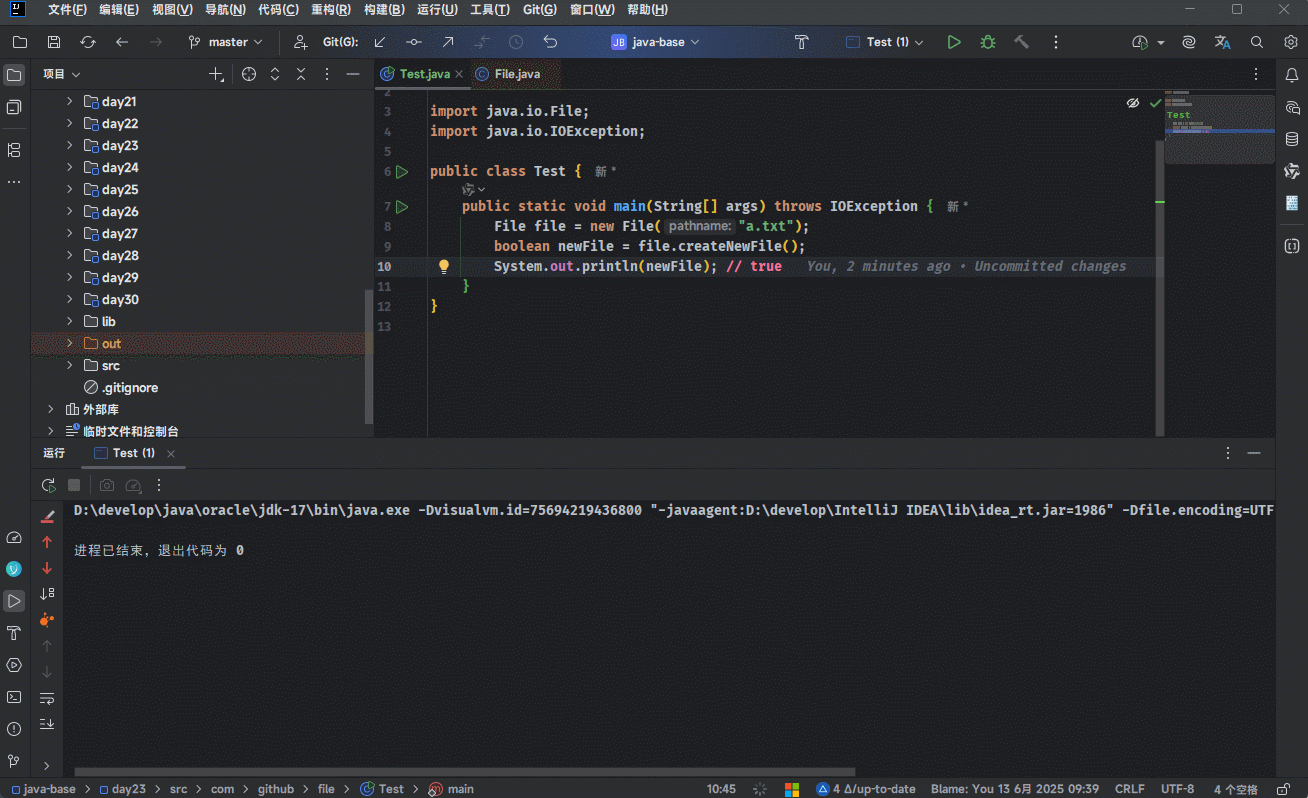 文件(F) 编辑(E) 视图(V) 导航(N) 代码(C) 重构(R) 构建(B) 运行(U) 工具(T) Git(G) 窗口(W) 帮助(H)
master Git(G): JB java-base Test (1)
项目
Test.java
File.java
day21
day22
day23
day24
day25
day26
day27
day28
day29
day30
lib
out
src
.gitignore
外部库
临时文件和控制台
2
3 import java.io.File;
4 import java.io.IOException;
5
6 public class Test { 新 *
7 public static void main(String[] args) throws IOException { 新 *
8 File file = new File( pathname: "a.txt");
9 boolean newFile = file.createNewFile();
10 System.out.println(newFile); // true You, 2 minutes ago • Uncommitted changes
11 }
12 }
13
Test
运行 Test (1)
D:\develop\java\oracle\jdk-17\bin\java.exe -Dvisualvm.id=75694219436800 "-javaagent:D:\develop\IntelliJ IDEA\lib\idea_rt.jar=1986" -Dfile.encoding=UTF
进程已结束，退出代码为 0
java-base > day23 > src > com > github > file > Test > main 10:45 4 Δ/up-to-date Blame: You 13 6月 2025 09:39 CRLF UTF-8 4 个空格